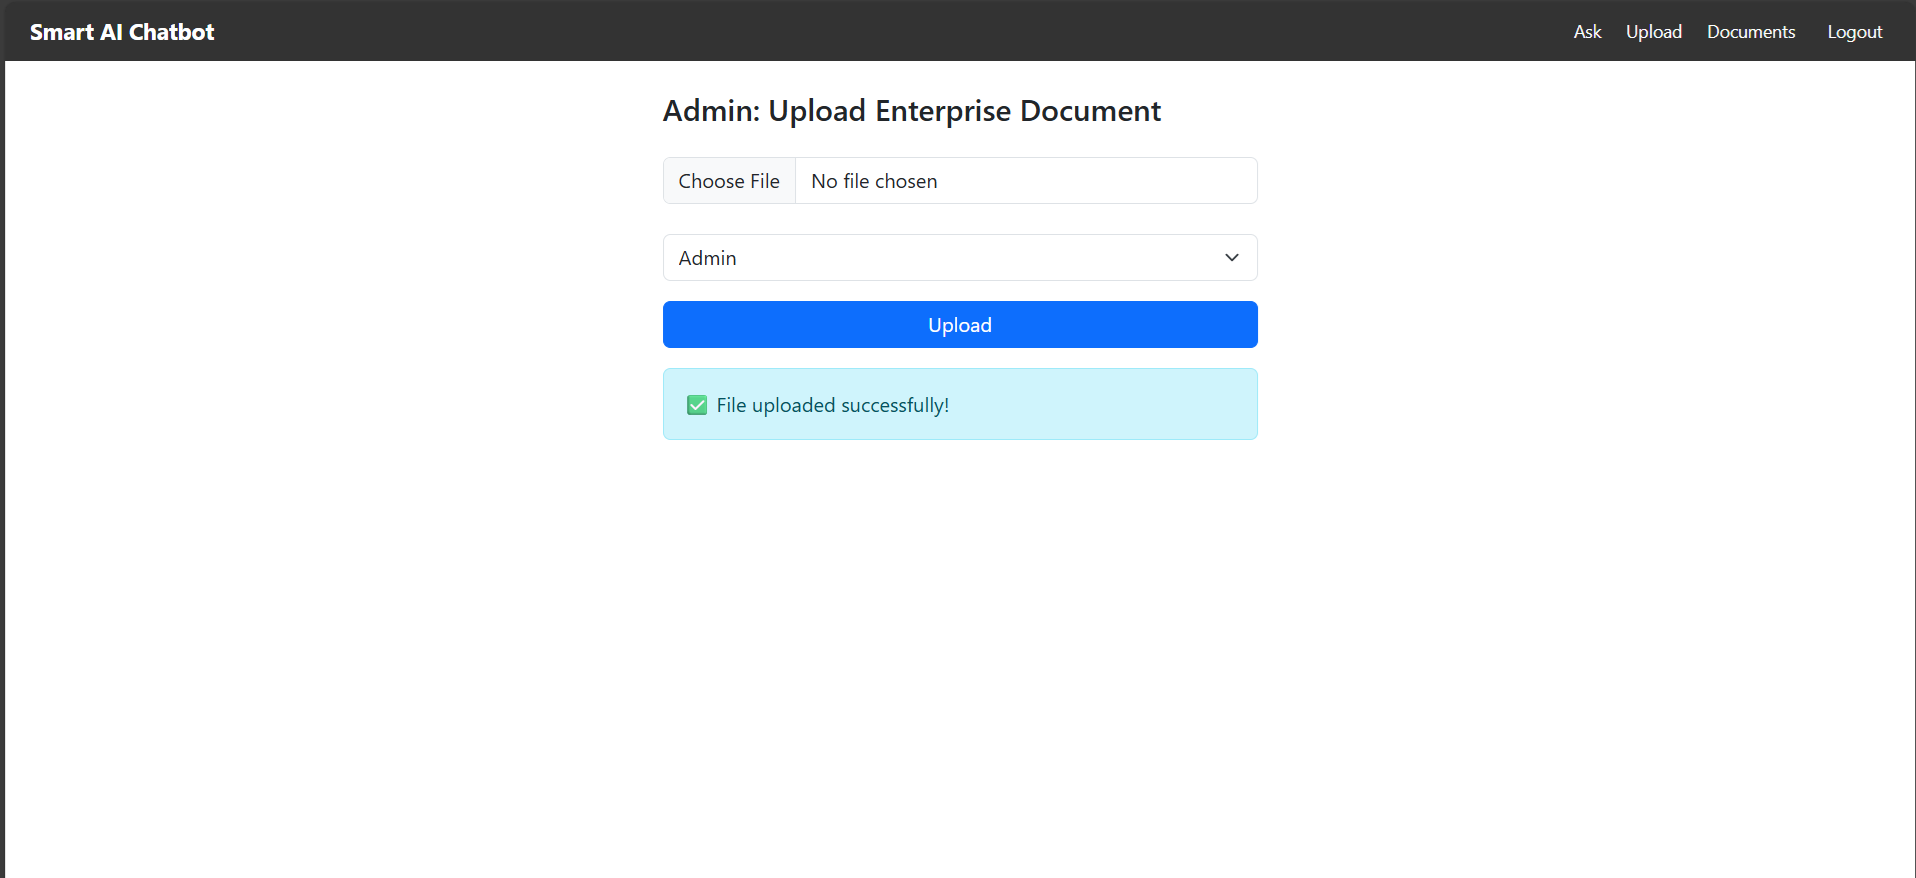 Smart AI Chatbot
Ask Upload Documents Logout
Admin: Upload Enterprise Document
Choose File No file chosen
Admin
Upload
✅ File uploaded successfully!